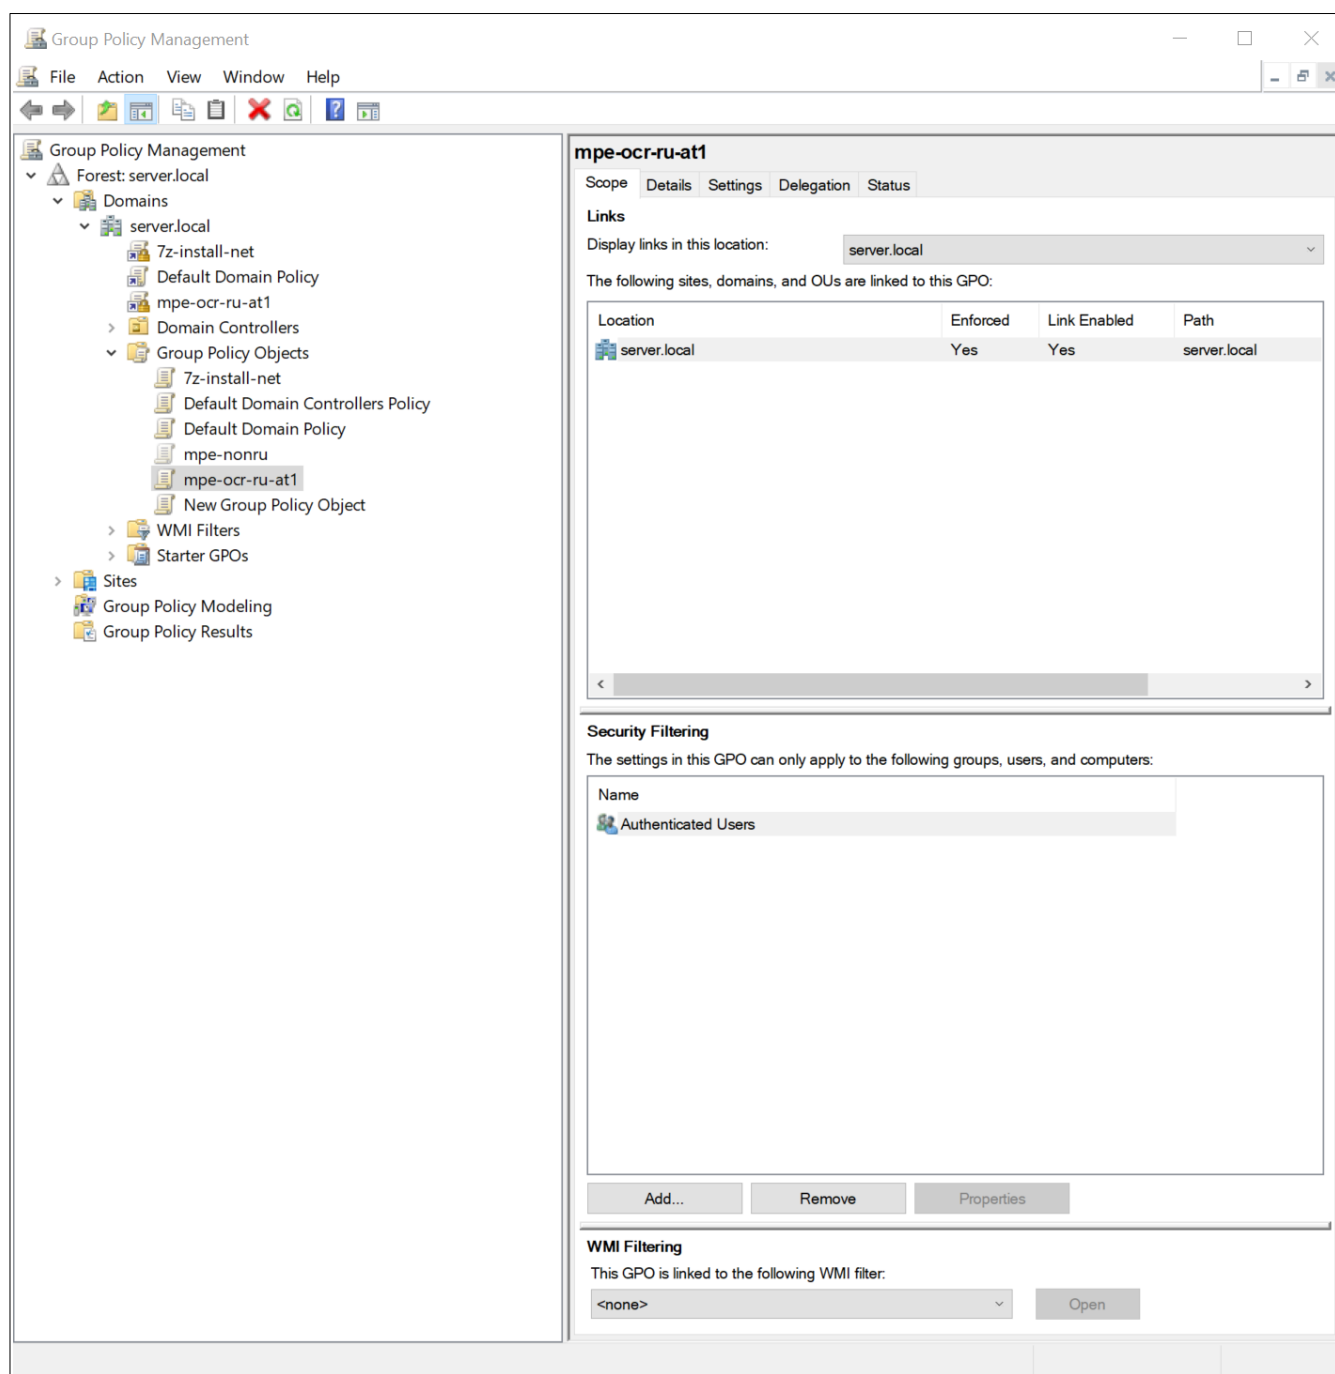 Group Policy Management
File Action View Window Help
Group Policy Management
Forest: server.local
Domains
server.local
7z-install-net
Default Domain Policy
mpe-ocr-ru-at1
Domain Controllers
Group Policy Objects
7z-install-net
Default Domain Controllers Policy
Default Domain Policy
mpe-nonru
mpe-ocr-ru-at1
New Group Policy Object
WMI Filters
Starter GPOs
Sites
Group Policy Modeling
Group Policy Results
mpe-ocr-ru-at1
Scope Details Settings Delegation Status
Links
Display links in this location: server.local
The following sites, domains, and OUs are linked to this GPO:
Location Enforced Link Enabled Path
server.local Yes Yes server.local
Security Filtering
The settings in this GPO can only apply to the following groups, users, and computers:
Name
Authenticated Users
Add... Remove Properties
WMI Filtering
This GPO is linked to the following WMI filter:
<none> Open